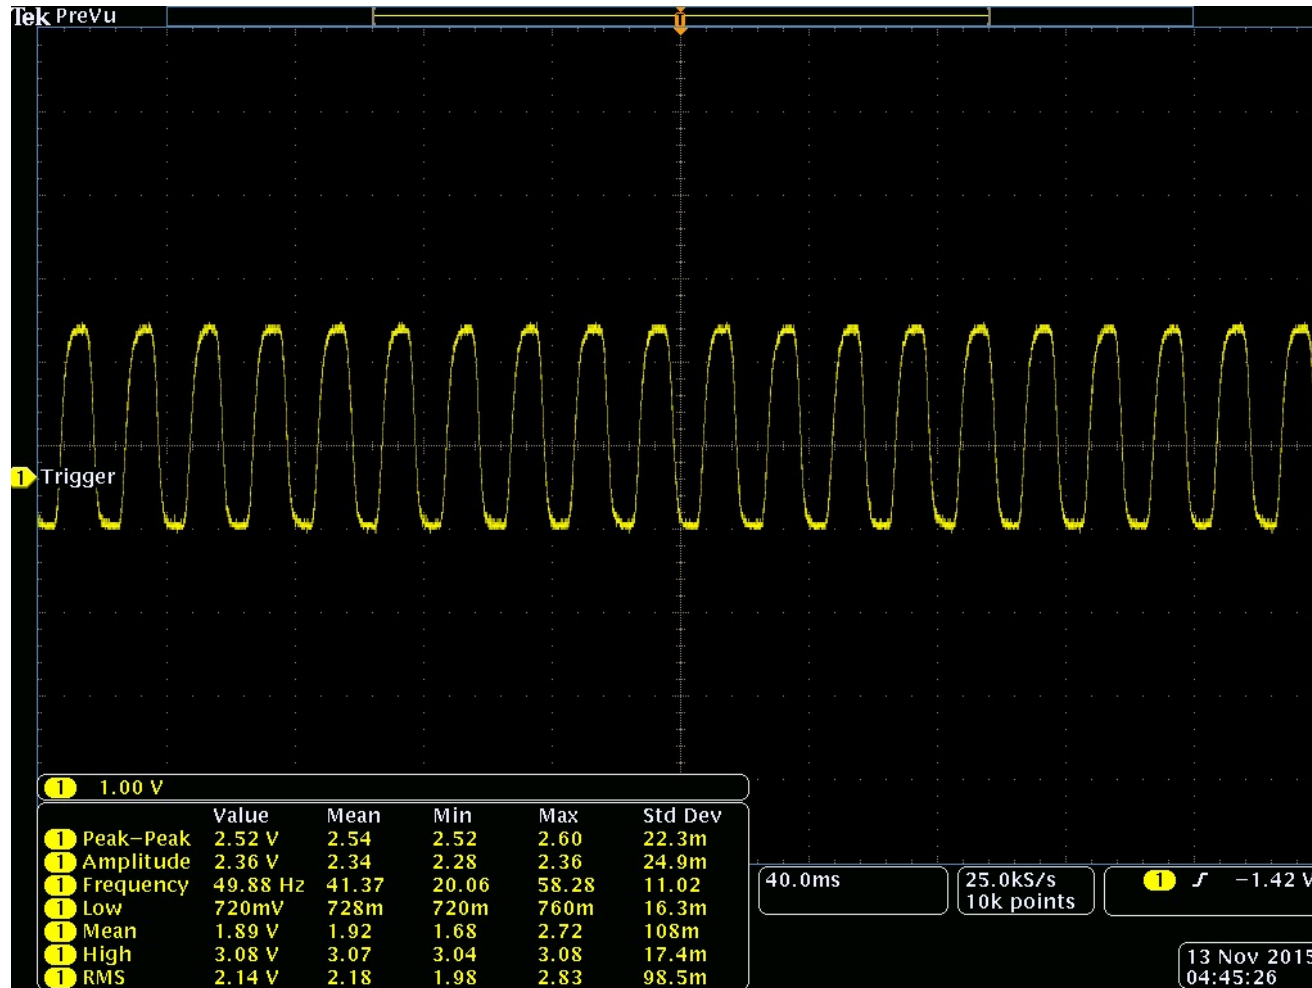 Tek PreVu
T
1 Trigger
1 1.00 V
Value Mean Min Max Std Dev
1 Peak−Peak 2.52 V 2.54 2.52 2.60 22.3m
1 Amplitude 2.36 V 2.34 2.28 2.36 24.9m
1 Frequency 49.88 Hz 41.37 20.06 58.28 11.02
1 Low 720mV 728m 720m 760m 16.3m
1 Mean 1.89 V 1.92 1.68 2.72 108m
1 High 3.08 V 3.07 3.04 3.08 17.4m
1 RMS 2.14 V 2.18 1.98 2.83 98.5m
40.0ms
25.0kS/s
10k points
1 −1.42 V
13 Nov 2015
04:45:26